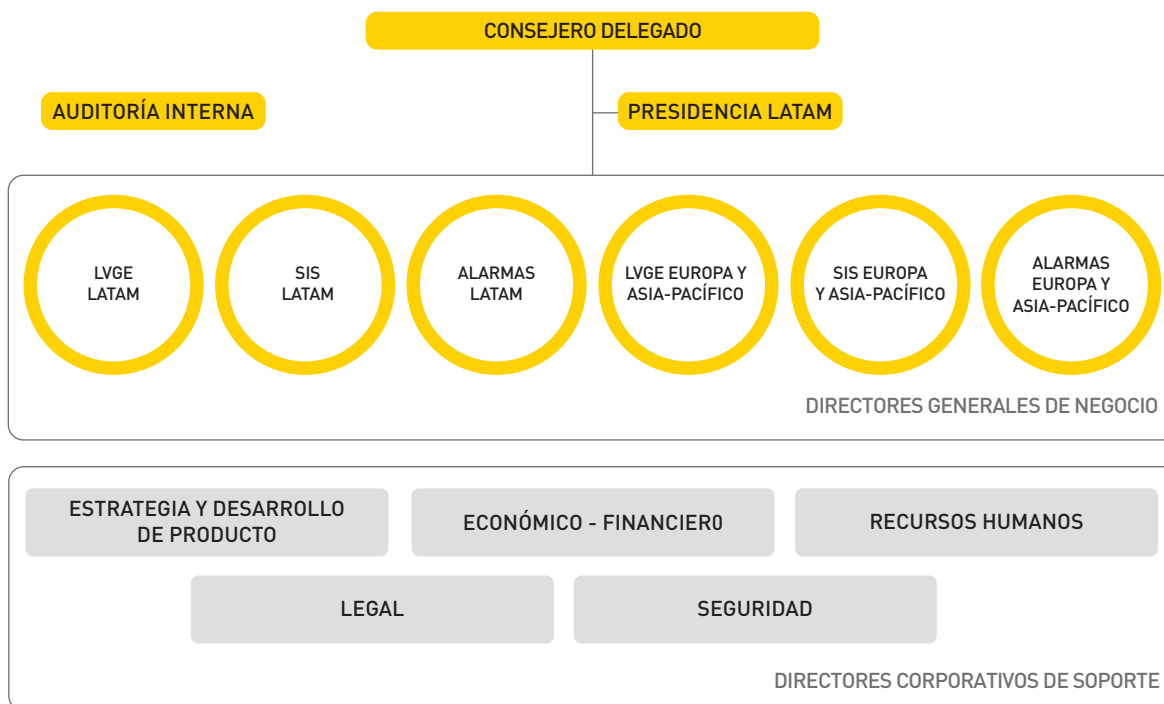 CONSEJERO DELEGADO
AUDITORÍA INTERNA
PRESIDENCIA LATAM
LVGE
LATAM
SIS
LATAM
ALARMAS
LATAM
LVGE EUROPA Y
ASIA-PACÍFICO
SIS EUROPA
Y ASIA-PACÍFICO
ALARMAS
EUROPA Y
ASIA-PACÍFICO
DIRECTORES GENERALES DE NEGOCIO
ESTRATEGIA Y DESARROLLO
DE PRODUCTO
ECONÓMICO - FINANCIER0
RECURSOS HUMANOS
LEGAL
SEGURIDAD
DIRECTORES CORPORATIVOS DE SOPORTE